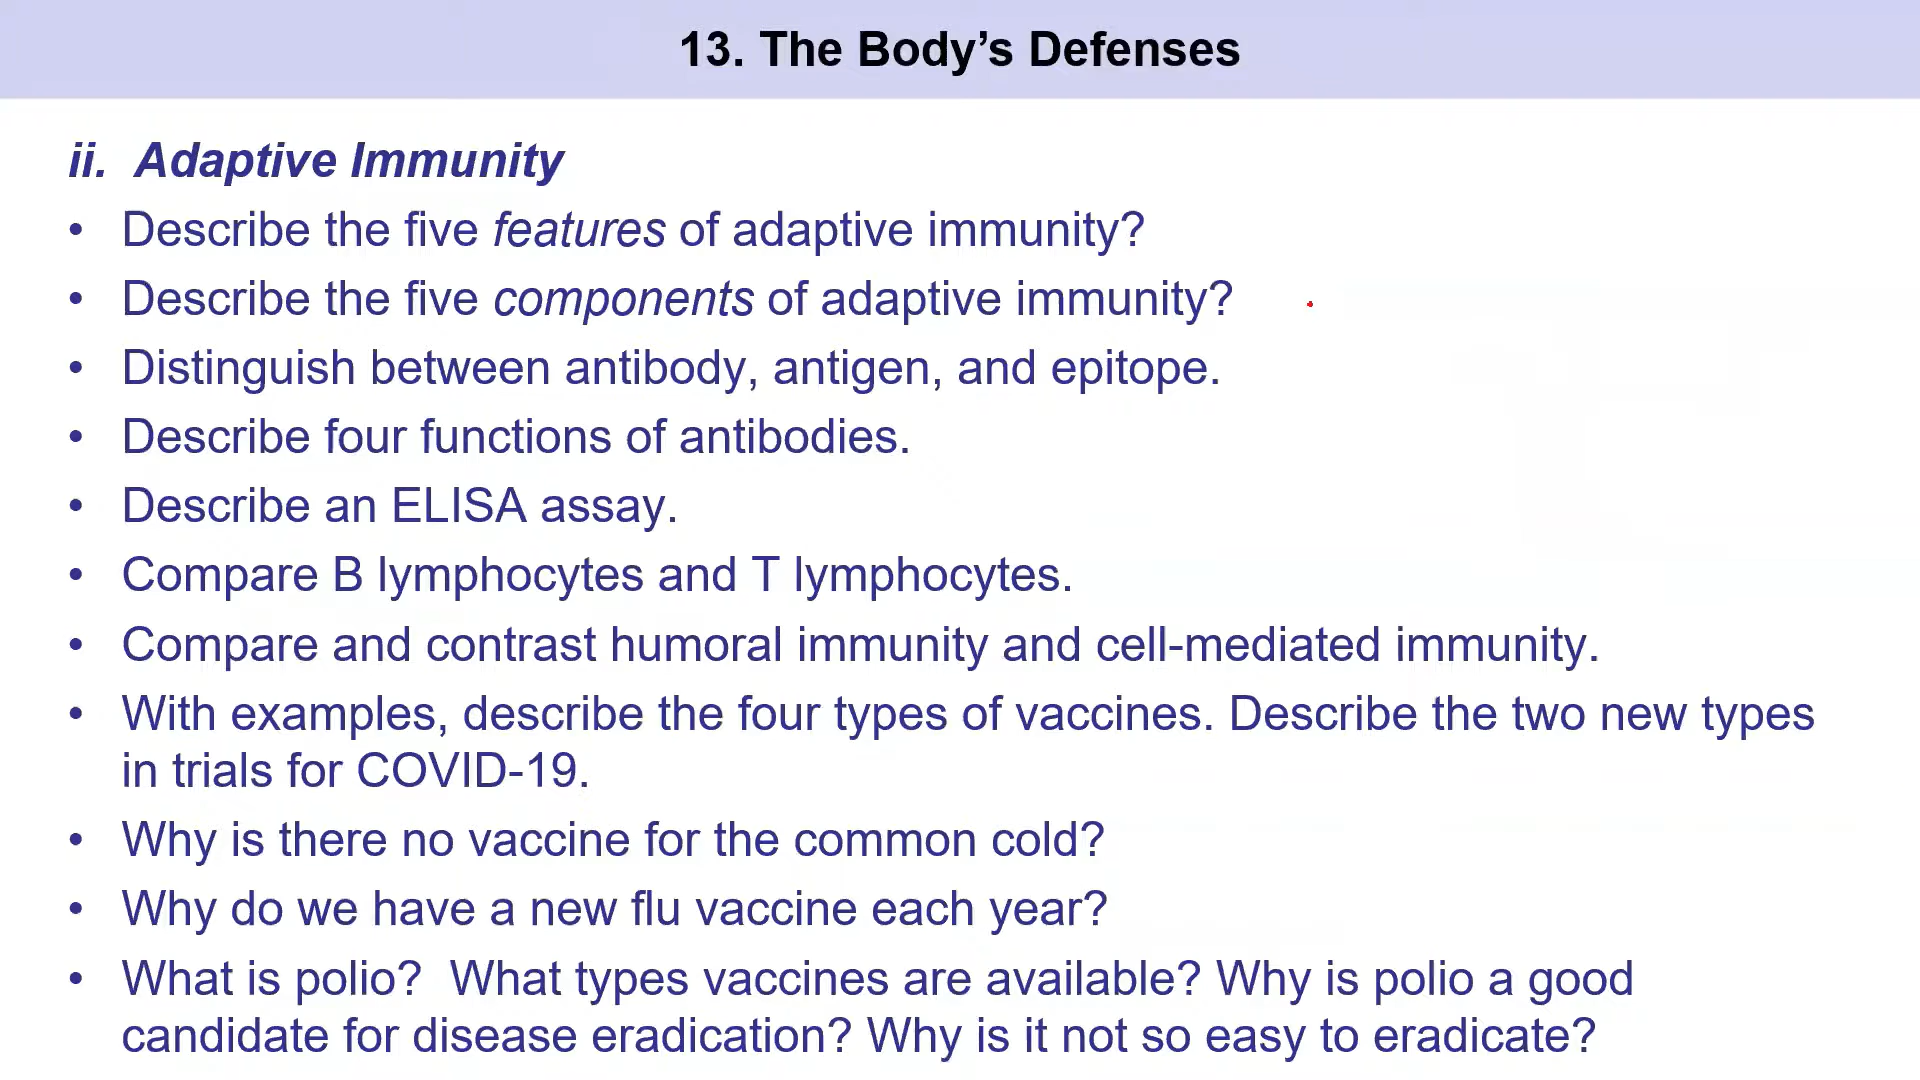 13. The Body’s Defenses
ii. Adaptive Immunity
• Describe the five features of adaptive immunity?
• Describe the five components of adaptive immunity?
• Distinguish between antibody, antigen, and epitope.
• Describe four functions of antibodies.
• Describe an ELISA assay.
• Compare B lymphocytes and T lymphocytes.
• Compare and contrast humoral immunity and cell-mediated immunity.
• With examples, describe the four types of vaccines. Describe the two new types
in trials for COVID-19.
• Why is there no vaccine for the common cold?
• Why do we have a new flu vaccine each year?
• What is polio? What types vaccines are available? Why is polio a good
candidate for disease eradication? Why is it not so easy to eradicate?